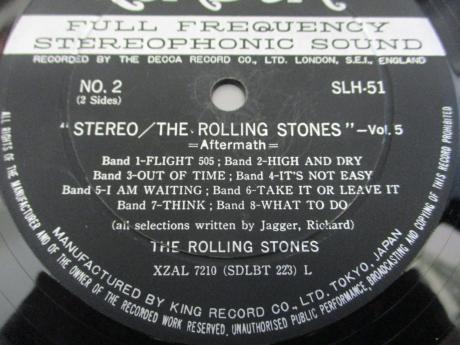 FULL FREQUENCY
STEREOPHONIC SOUND
RECORDED BY THE DECCA RECORD CO., LTD. LONDON, S.E.I., ENGLAND
NO. 2
(2 Sides)
SLH-51
"STEREO/THE ROLLING STONES"-Vol. 5
=Aftermath=
Band 1-FLIGHT 505; Band 2-HIGH AND DRY
Band 3-OUT OF TIME; Band 4-IT'S NOT EASY
Band 5-I AM WAITING; Band 6-TAKE IT OR LEAVE IT
Band 7-THINK; Band 8-WHAT TO DO
(all selections written by Jagger, Richard)
THE ROLLING STONES
XZAL 7210 (SDLBT 223) L
MANUFACTURED BY KING RECORD CO., LTD. TOKYO, JAPAN
ALL RIGHTS OF THE MANUFACTURER AND OF THE OWNER OF THE RECORDED WORK RESERVED, UNAUTHORISED PUBLIC PERFORMANCE, BROADCASTING AND COPYING OF THIS RECORD PROHIBITED